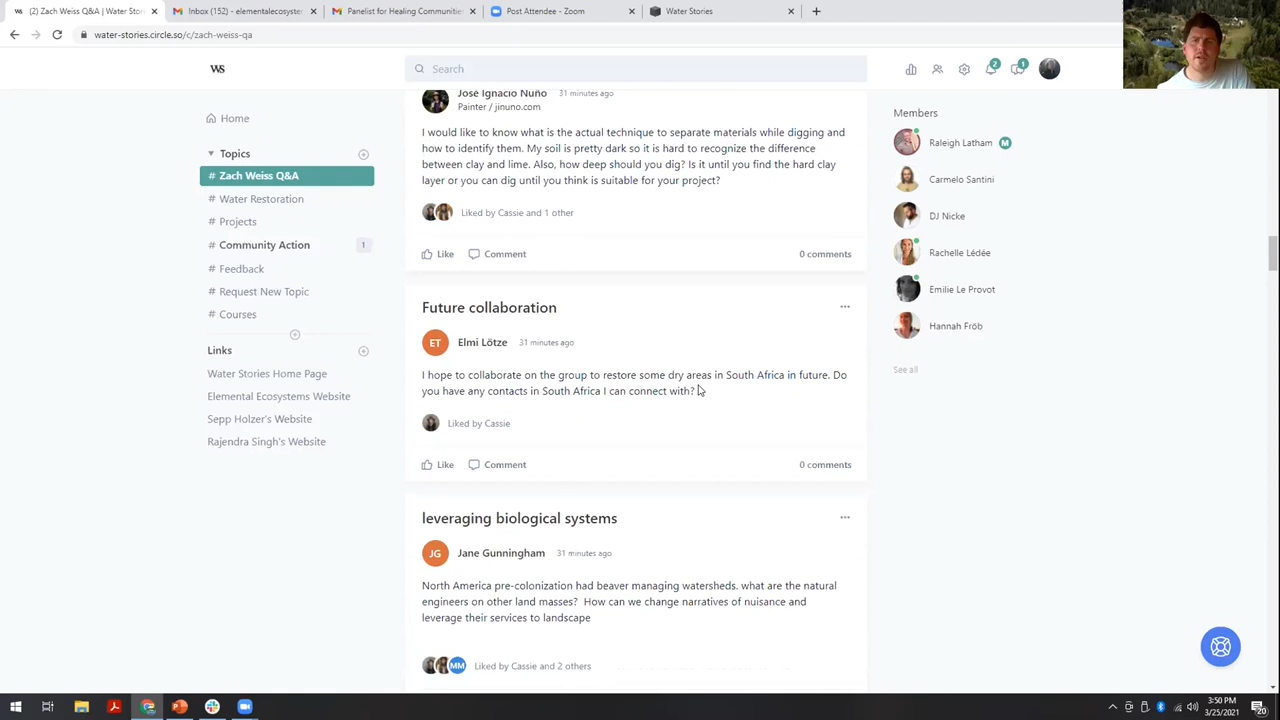 (2) Zach Weiss Q&A | Water Stori
Inbox (152) - elementalecosystem
Panelist for Healing Communities
Post Attendee - Zoom
Water Stories
water-stories.circle.so/c/zach-weiss-qa
WS
Search
2
1
Home
Topics
# Zach Weiss Q&A
# Water Restoration
# Projects
# Community Action
1
# Feedback
# Request New Topic
# Courses
Links
Water Stories Home Page
Elemental Ecosystems Website
Sepp Holzer's Website
Rajendra Singh's Website
José Ignacio Nuño
31 minutes ago
Painter / jinuno.com
I would like to know what is the actual technique to separate materials while digging and
how to identify them. My soil is pretty dark so it is hard to recognize the difference
between clay and lime. Also, how deep should you dig? Is it until you find the hard clay
layer or you can dig until you think is suitable for your project?
Liked by Cassie and 1 other
Like
Comment
0 comments
Future collaboration
ET
Elmi Lötze
31 minutes ago
I hope to collaborate on the group to restore some dry areas in South Africa in future. Do
you have any contacts in South Africa I can connect with?
Liked by Cassie
Like
Comment
0 comments
leveraging biological systems
JG
Jane Gunningham
31 minutes ago
North America pre-colonization had beaver managing watersheds. what are the natural
engineers on other land masses? How can we change narratives of nuisance and
leverage their services to landscape
MM
Liked by Cassie and 2 others
Members
Raleigh Latham
M
Carmelo Santini
DJ Nicke
Rachelle Lédée
Emilie Le Provot
Hannah Fröb
See all
3:50 PM
3/25/2021
20